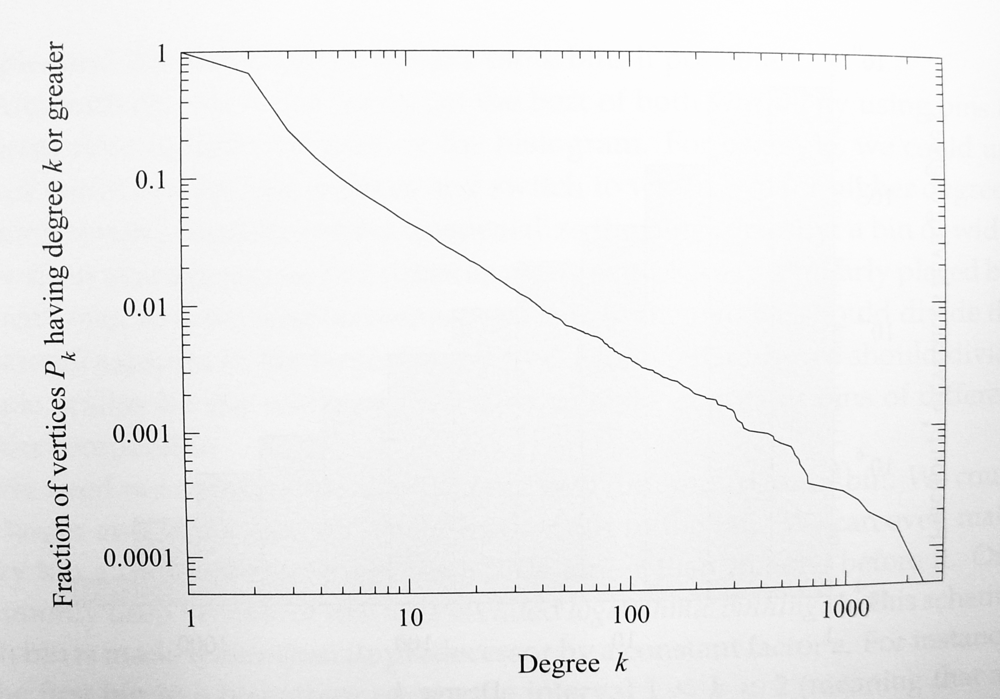 Fraction of vertices Pk having degree k or greater
1
0.1
0.01
0.001
0.0001
1 10 100 1000
Degree k